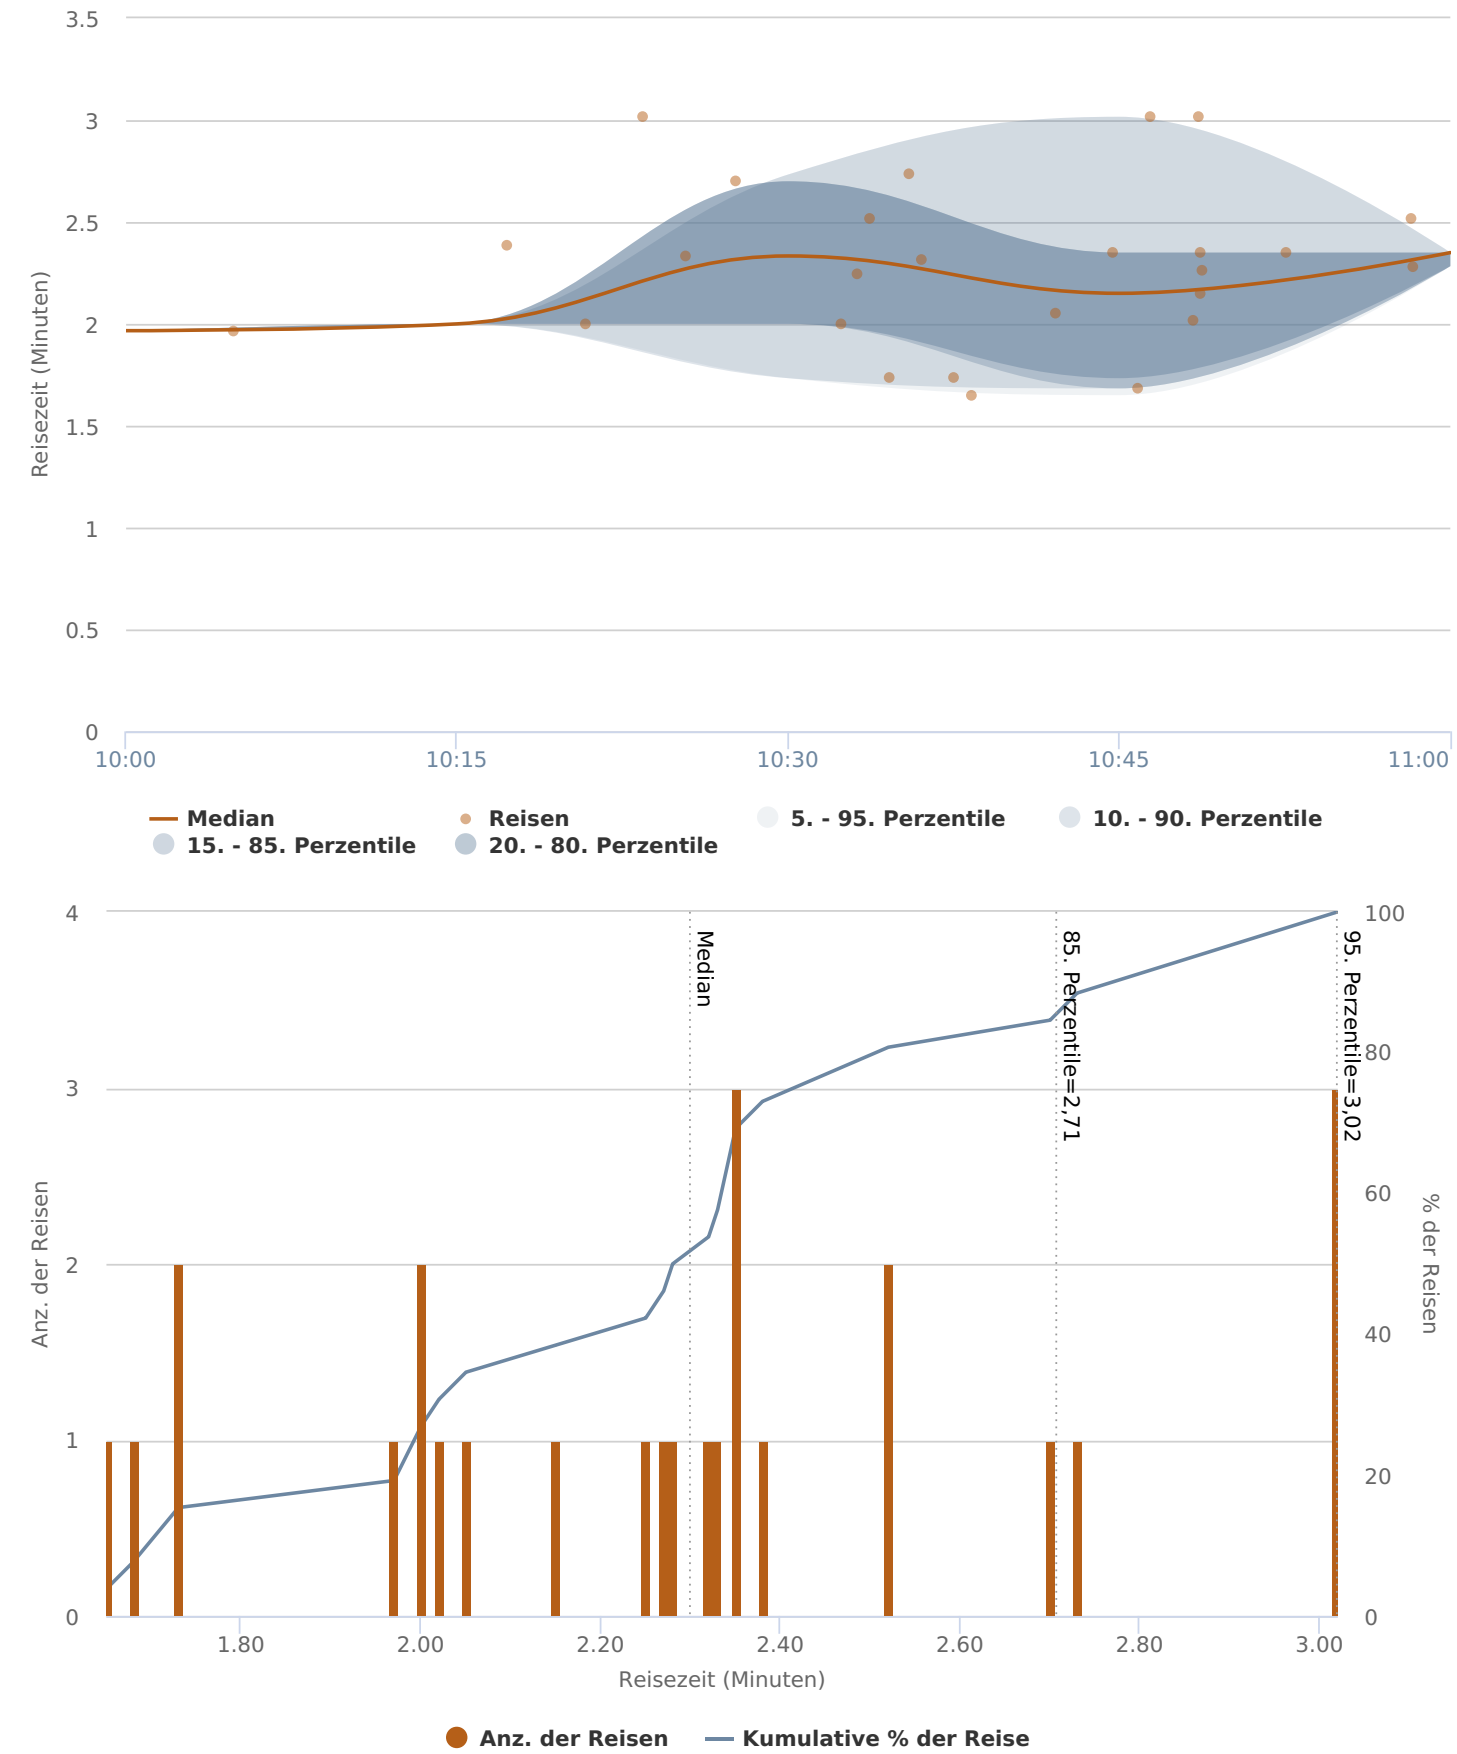 3.5
3
2.5
2
1.5
1
0.5
0
Reisezeit (Minuten)
10:00 10:15 10:30 10:45 11:00
Median Reisen 5. - 95. Perzentile 10. - 90. Perzentile
15. - 85. Perzentile 20. - 80. Perzentile
4
3
2
1
0
Anz. der Reisen
Median
85. Perzentile=2,71
95. Perzentile=3,02
100
80
60
40
20
0
% der Reisen
1.80 2.00 2.20 2.40 2.60 2.80 3.00
Reisezeit (Minuten)
Anz. der Reisen Kumulative % der Reise